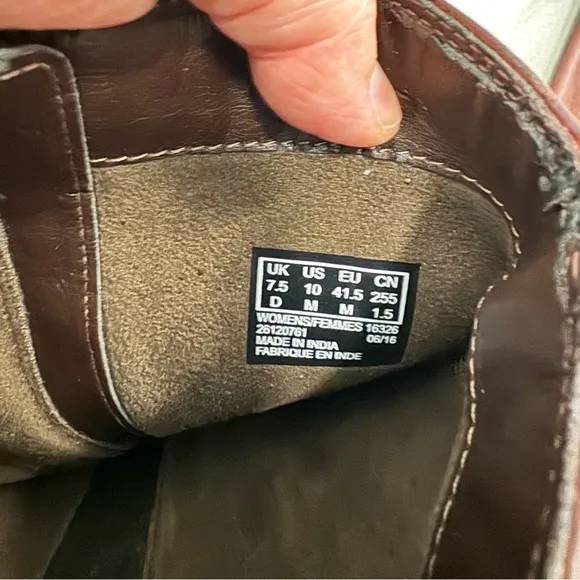 UK US EU CN
7.5 10 41.5 255
D M M 1.5
WOMENS/FEMMES 16326
26120761 06/16
MADE IN INDIA
FABRIQUE EN INDE